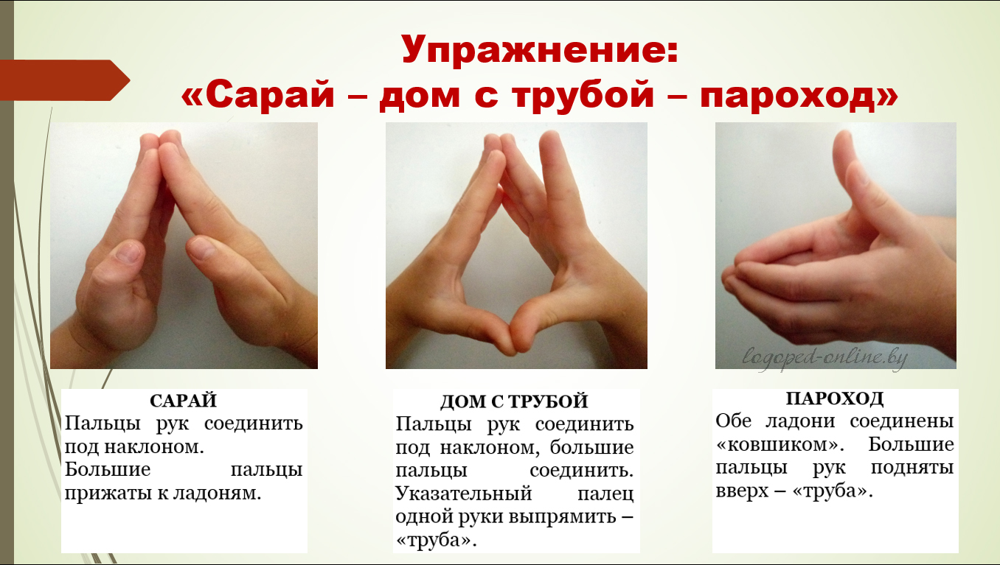 Упражнение:
«Сарай – дом с трубой – пароход»
logoped-online.by
САРАЙ
Пальцы рук соединить
под наклоном.
Большие пальцы
прижаты к ладоням.
ДОМ С ТРУБОЙ
Пальцы рук соединить
под наклоном, большие
пальцы соединить.
Указательный палец
одной руки выпрямить –
«труба».
ПАРОХОД
Обе ладони соединены
«ковшиком». Большие
пальцы рук подняты
вверх – «труба».